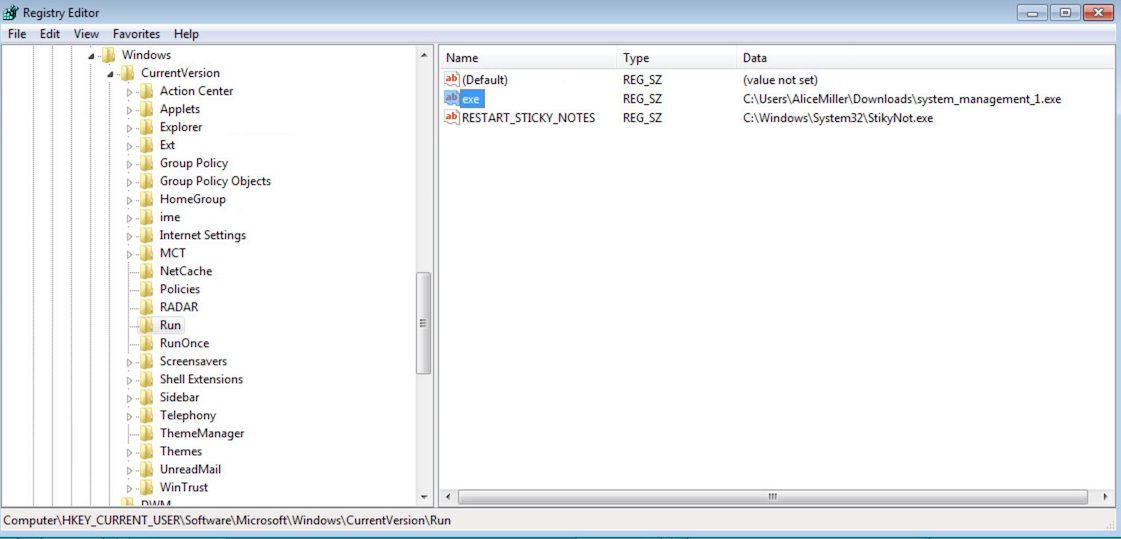 Registry Editor
File Edit View Favorites Help
Windows
CurrentVersion
Action Center
Applets
Explorer
Ext
Group Policy
Group Policy Objects
HomeGroup
ime
Internet Settings
MCT
NetCache
Policies
RADAR
Run
RunOnce
Screensavers
Shell Extensions
Sidebar
Telephony
ThemeManager
Themes
UnreadMail
WinTrust
DWM
Name Type Data
(Default) REG_SZ (value not set)
exe REG_SZ C:\Users\AliceMiller\Downloads\system_management_1.exe
RESTART_STICKY_NOTES REG_SZ C:\Windows\System32\StikyNot.exe
Computer\HKEY_CURRENT_USER\Software\Microsoft\Windows\CurrentVersion\Run